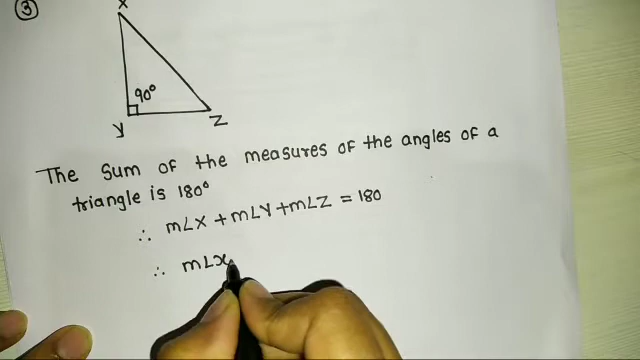 ③
X
90°
Y
Z
The sum of the measures of the angles of a
triangle is 180°
∴ m∠X + m∠Y + m∠Z = 180
∴ m∠x